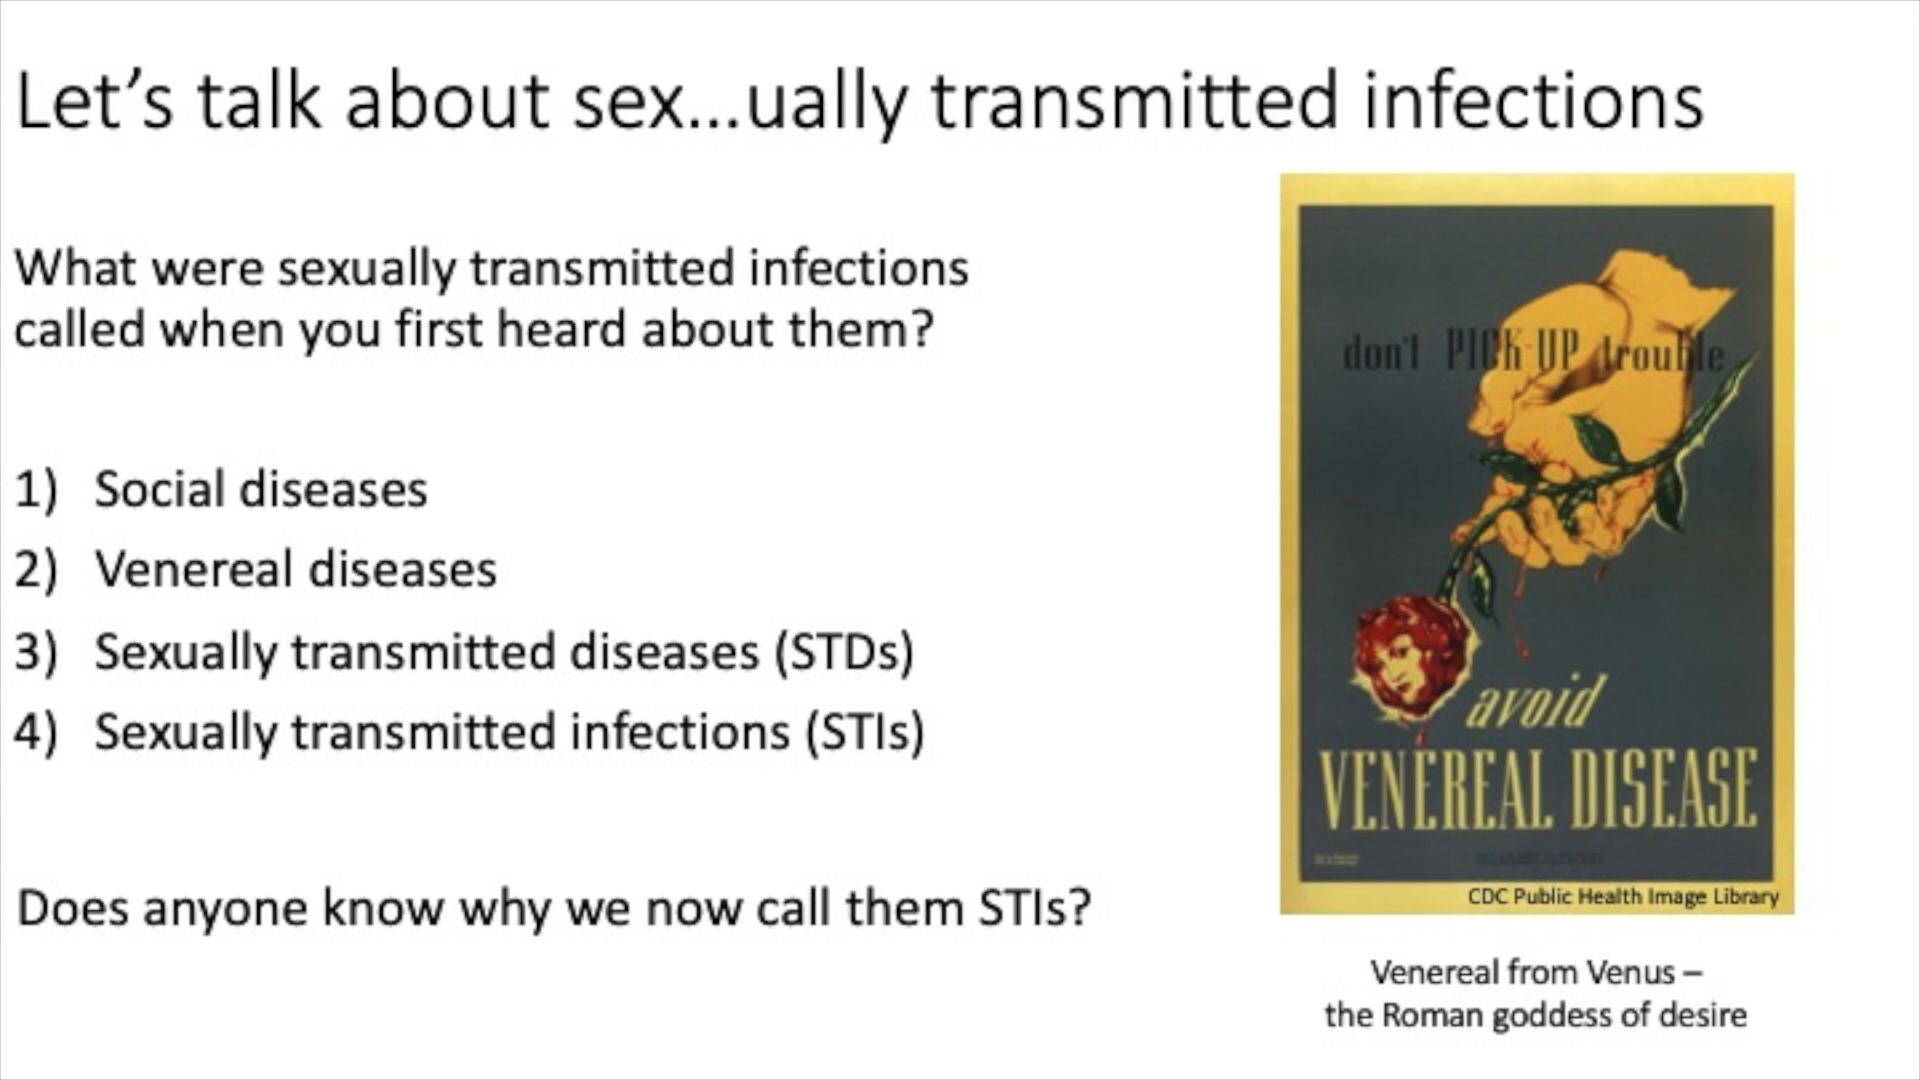 Let’s talk about sex...ually transmitted infections
What were sexually transmitted infections
called when you first heard about them?
1) Social diseases
2) Venereal diseases
3) Sexually transmitted diseases (STDs)
4) Sexually transmitted infections (STIs)
Does anyone know why we now call them STIs?
don't PICK-UP trouble
avoid
VENEREAL DISEASE
CDC Public Health Image Library
Venereal from Venus –
the Roman goddess of desire